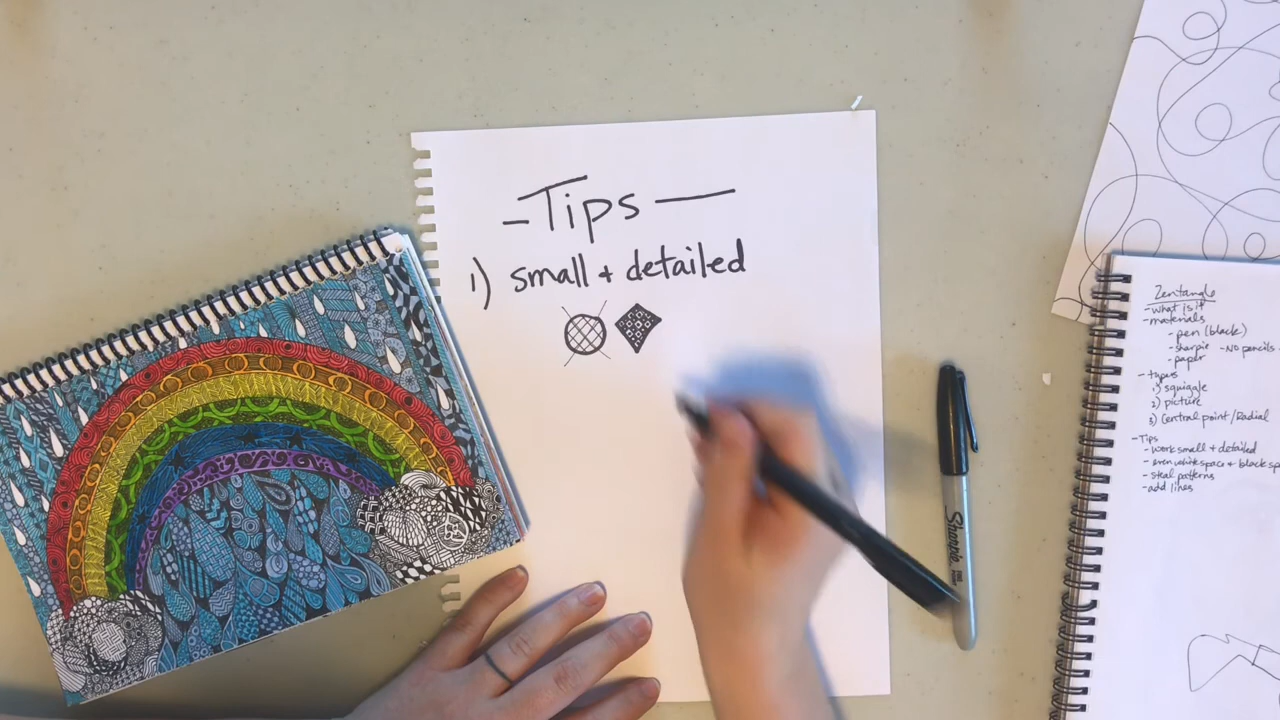 - Tips —
1) small + detailed
Sharpie
Zentangle
- what is it
- materials
- pen (black)
- sharpie - NO pencils
- paper
- types
1) squiggle
2) picture
3) Central point / Radial
- Tips
- work small + detailed
- even white space + black sp
- steal patterns
- add lines